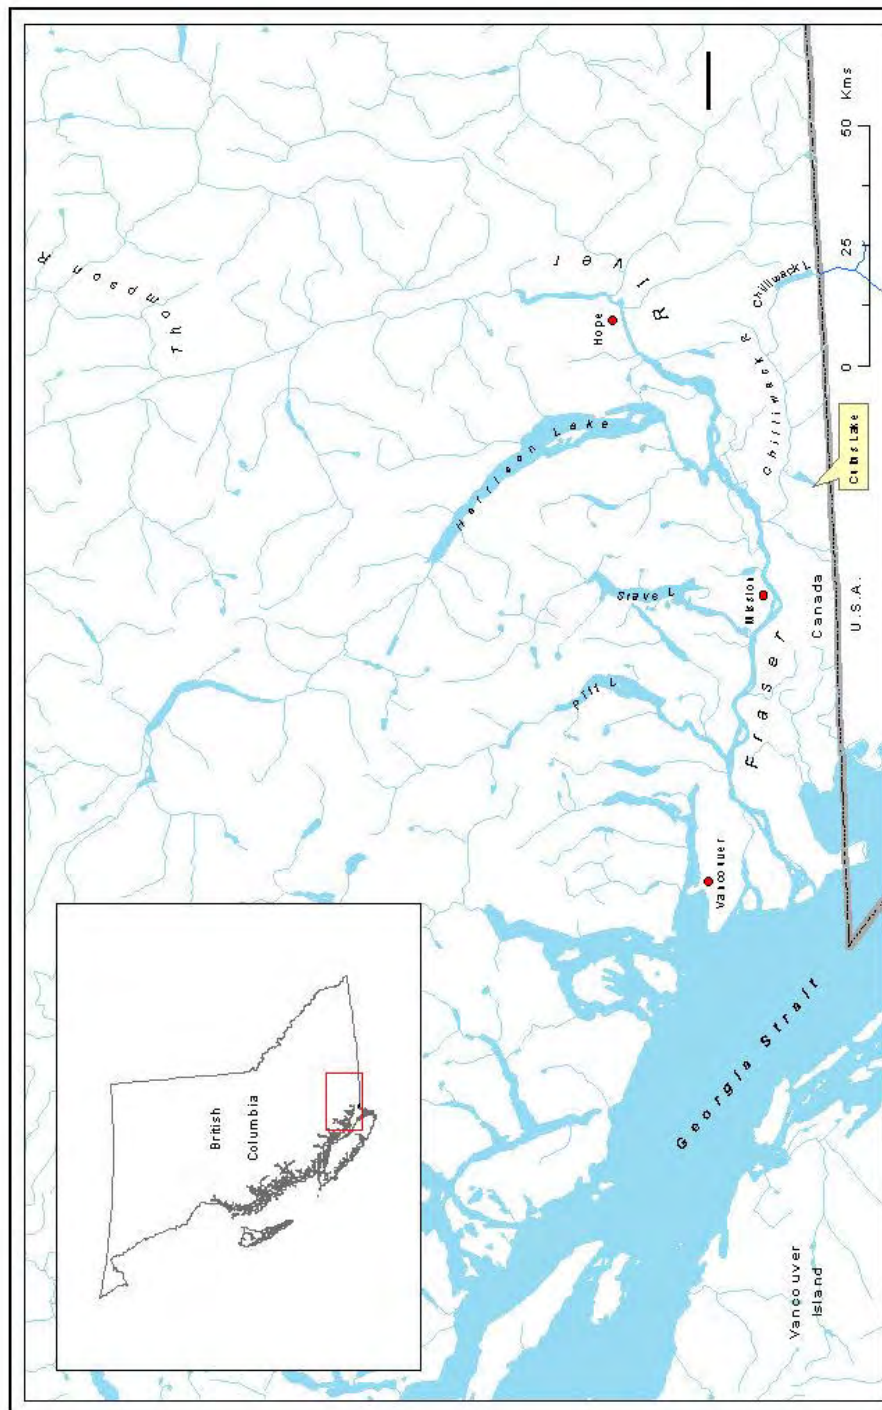 British
Columbia
Thompson R
Harrison Lake
Hope
River
Stave L
Pitt L
Mission
Fraser
Vancouver
Chilliwack R
Chilliwack L
Cultus Lake
Canada
U.S.A.
Georgia Strait
Vancouver
Island
0 25 50 Kms